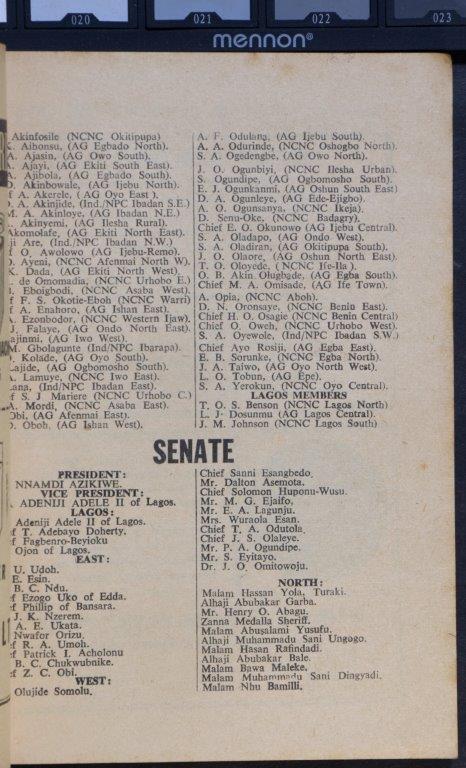 020
021
022
023
mennon®
Akinfosile (NCNC Okitipupa)
Aihonsu, (AG Egbado North).
A. Ajasin, (AG Owo South).
A. Ajayi, (AG Ekiti South East).
A. Ajibola, (AG Egbado South).
D. Akinbowale, (AG Ijebu North).
f A. Akerele, (AG Oyo East ).
A. Akinjide, (Ind./NPC Ibadan S.E.)
M. A. Akinloye, (AG Ibadan N.E.)
Akinyemi, (AG Ilesha Rural).
Akomolafe, (AG Ekiti North East).
ji Are, (Ind./NPC Ibadan N.W.)
f O, Awolowo (AG Ijebu-Remo).
Ayeni, (NCNC Afenmai North W).
K. Dada, (AG Ekiti North West).
de Omomadia, (NCNC Urhobo E.)
Eboigbodi, (NCNC Asaba West).
f F. S. Okotie-Eboh (NCNC Warri)
f A. Enahoro, (AG Ishan East).
Ezonbodor, (NCNC Western Ijaw).
Falaye, (AG Ondo North East).
ajinmi, (AG Iwo West).
Gbolagunte (Ind/NPC Ibarapa).
Kolade, (AG Oyo South).
Lajide, (AG Ogbomosho South)
A. Lamuye, (NCNC Iwo East).
ana, (Ind/NPC Ibadan East).
f S. J Mariere (NCNC Urhobo C.)
A. Mordi, (NCNC Asaba East).
Obi, (AG Afenmai East).
Oboh, (AG Ishan West).
A. F. Odulana, (AG Ijebu South).
A. A. Odurinde, (NCNC Oshogbo North)
S. A. Ogedengbe, (AG Owo North).
J. O. Ogunbiyi, (NCNC Ilesha Urban).
S. Ogundipe, (AG Ogbomosho South)
E. J. Ogunkanmi, (AG Oshun South East)
D. A. Ogunleye, (AG Ede-Ejigbo).
A. O. Ogunsanya, (NCNC Ikeja).
D. Senu-Oke, (NCNC Badagry).
Chief E. O. Okunowo (AG Ijebu Central).
S. A. Oladapo, (AG Ondo West).
S. A. Oladiran, (AG Okitipupa South).
J. O. Olaore, (AG Oshun North East)
T. O. Oloyede, ( NCNC Ife-Ila ).
O. B. Akin Olugbade, (AG Egba South).
Chief M. A. Omisade, (AG Ife Town).
A. Opia, (NCNC Aboh).
D. N. Oronsaye, (NCNC Benin East).
Chief H. O. Osagie (NCNC Benin Central)
Chief O. Oweh, (NCNC Urhobo West).
S. A. Oyewole, (Ind/NPC Ibadan S.W.)
Chief Ayo Rosiji, (AG Egba East).
E. B. Sorunke, (NCNC Egba North).
J. A. Taiwo, (AG Oyo North West).
L. O. Tobun, (AG Epe).
S. A. Yerokun, (NCNC Oyo Central).
LAGOS MEMBERS
T. O. S. Benson (NCNC Lagos North)
L. J. Dosunmu (AG Lagos Central).
J. M. Johnson (NCNC Lagos South)
SENATE
PRESIDENT:
NNAMDI AZIKIWE.
VICE PRESIDENT:
ADENIJI ADELE II of Lagos.
LAGOS:
Adeniji Adele II of Lagos.
f T. Adebayo Doherty.
f Fagbenro-Beyioku
Ojon of Lagos.
EAST:
U. Udoh.
E. Esin.
B. C. Ndu.
f Ezogo Uko of Edda.
f Phillip of Bansara.
J. K. Nzerem.
A. E. Ukata.
Nwafor Orizu.
f R. A. Umoh.
f Patrick I. Acholonu
B. C. Chukwubnike.
f Z. C. Obi.
WEST:
Olujide Somolu.
Chief Sanni Esangbedo.
Mr. Dalton Asemota.
Chief Solomon Huponu-Wusu.
Mr. M. G. Ejaifo.
Mr. E. A. Lagunju.
Mrs. Wuraola Esan.
Chief T. A. Odutola.
Chief J. S. Olaleye.
Mr. P. A. Ogundipe.
Mr. S. Eyitayo.
Dr. J. O. Omitowoju.
NORTH:
Malam Hassan Yola, Turaki.
Alhaji Abubakar Garba.
Mr. Henry O. Abagu.
Zanna Medalla Sheriff.
Malam Abusalami Yusufu.
Alhaji Muhammadu Sani Ungogo.
Malam Hasan Rafindadi.
Alhaji Abubakar Bale.
Malam Bawa Maleke.
Malam Muhammadu Sani Dingyadi.
Malam Nhu Bamilli.